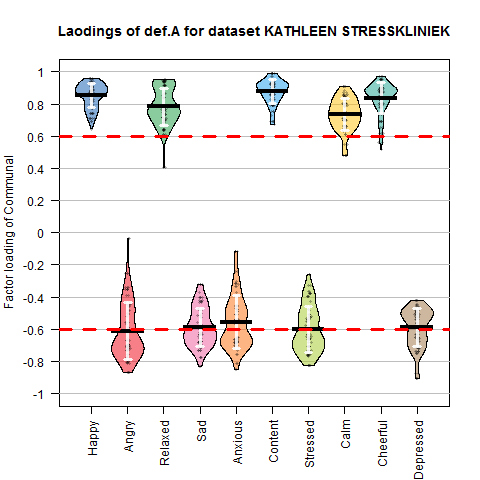 Laodings of def.A for dataset KATHLEEN STRESSKLINIEK
Factor loading of Communal
1
0.8
0.6
0.4
0.2
0
-0.2
-0.4
-0.6
-0.8
-1
Happy
Angry
Relaxed
Sad
Anxious
Content
Stressed
Calm
Cheerful
Depressed